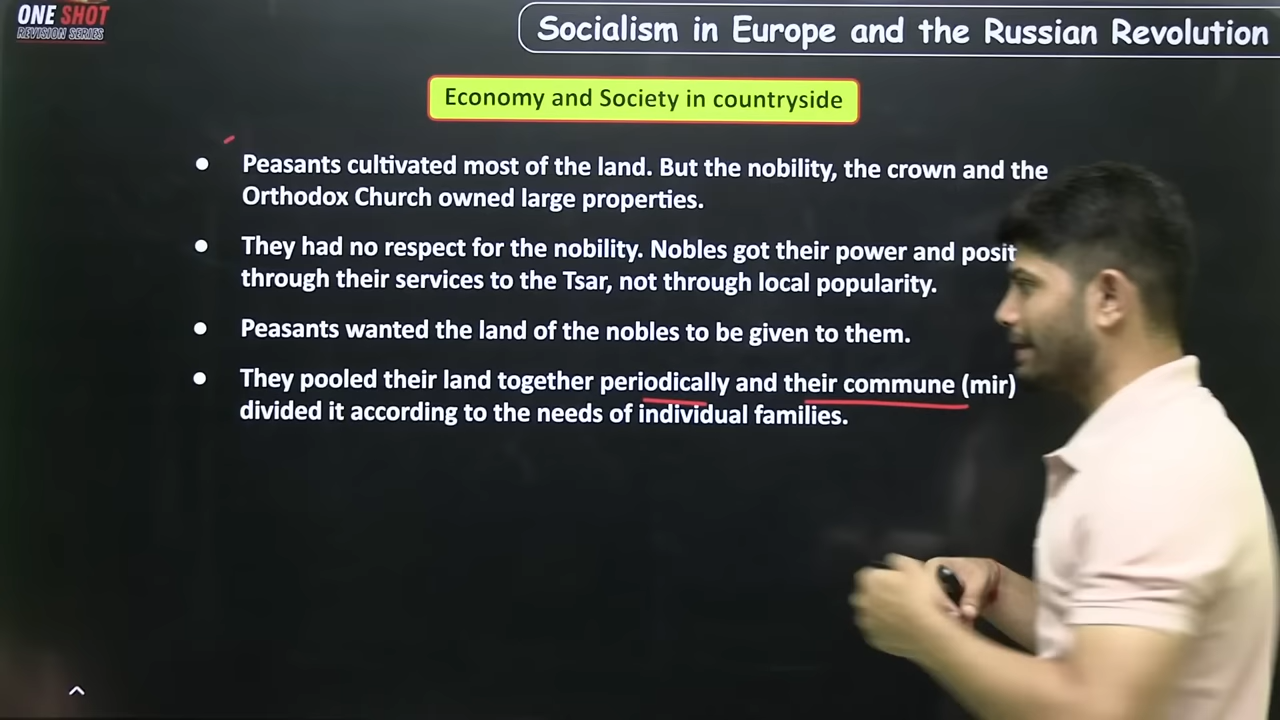 ONE SHOT
REVISION SERIES
Socialism in Europe and the Russian Revolution
Economy and Society in countryside
Peasants cultivated most of the land. But the nobility, the crown and the
Orthodox Church owned large properties.
They had no respect for the nobility. Nobles got their power and posit
through their services to the Tsar, not through local popularity.
Peasants wanted the land of the nobles to be given to them.
They pooled their land together periodically and their commune (mir)
divided it according to the needs of individual families.